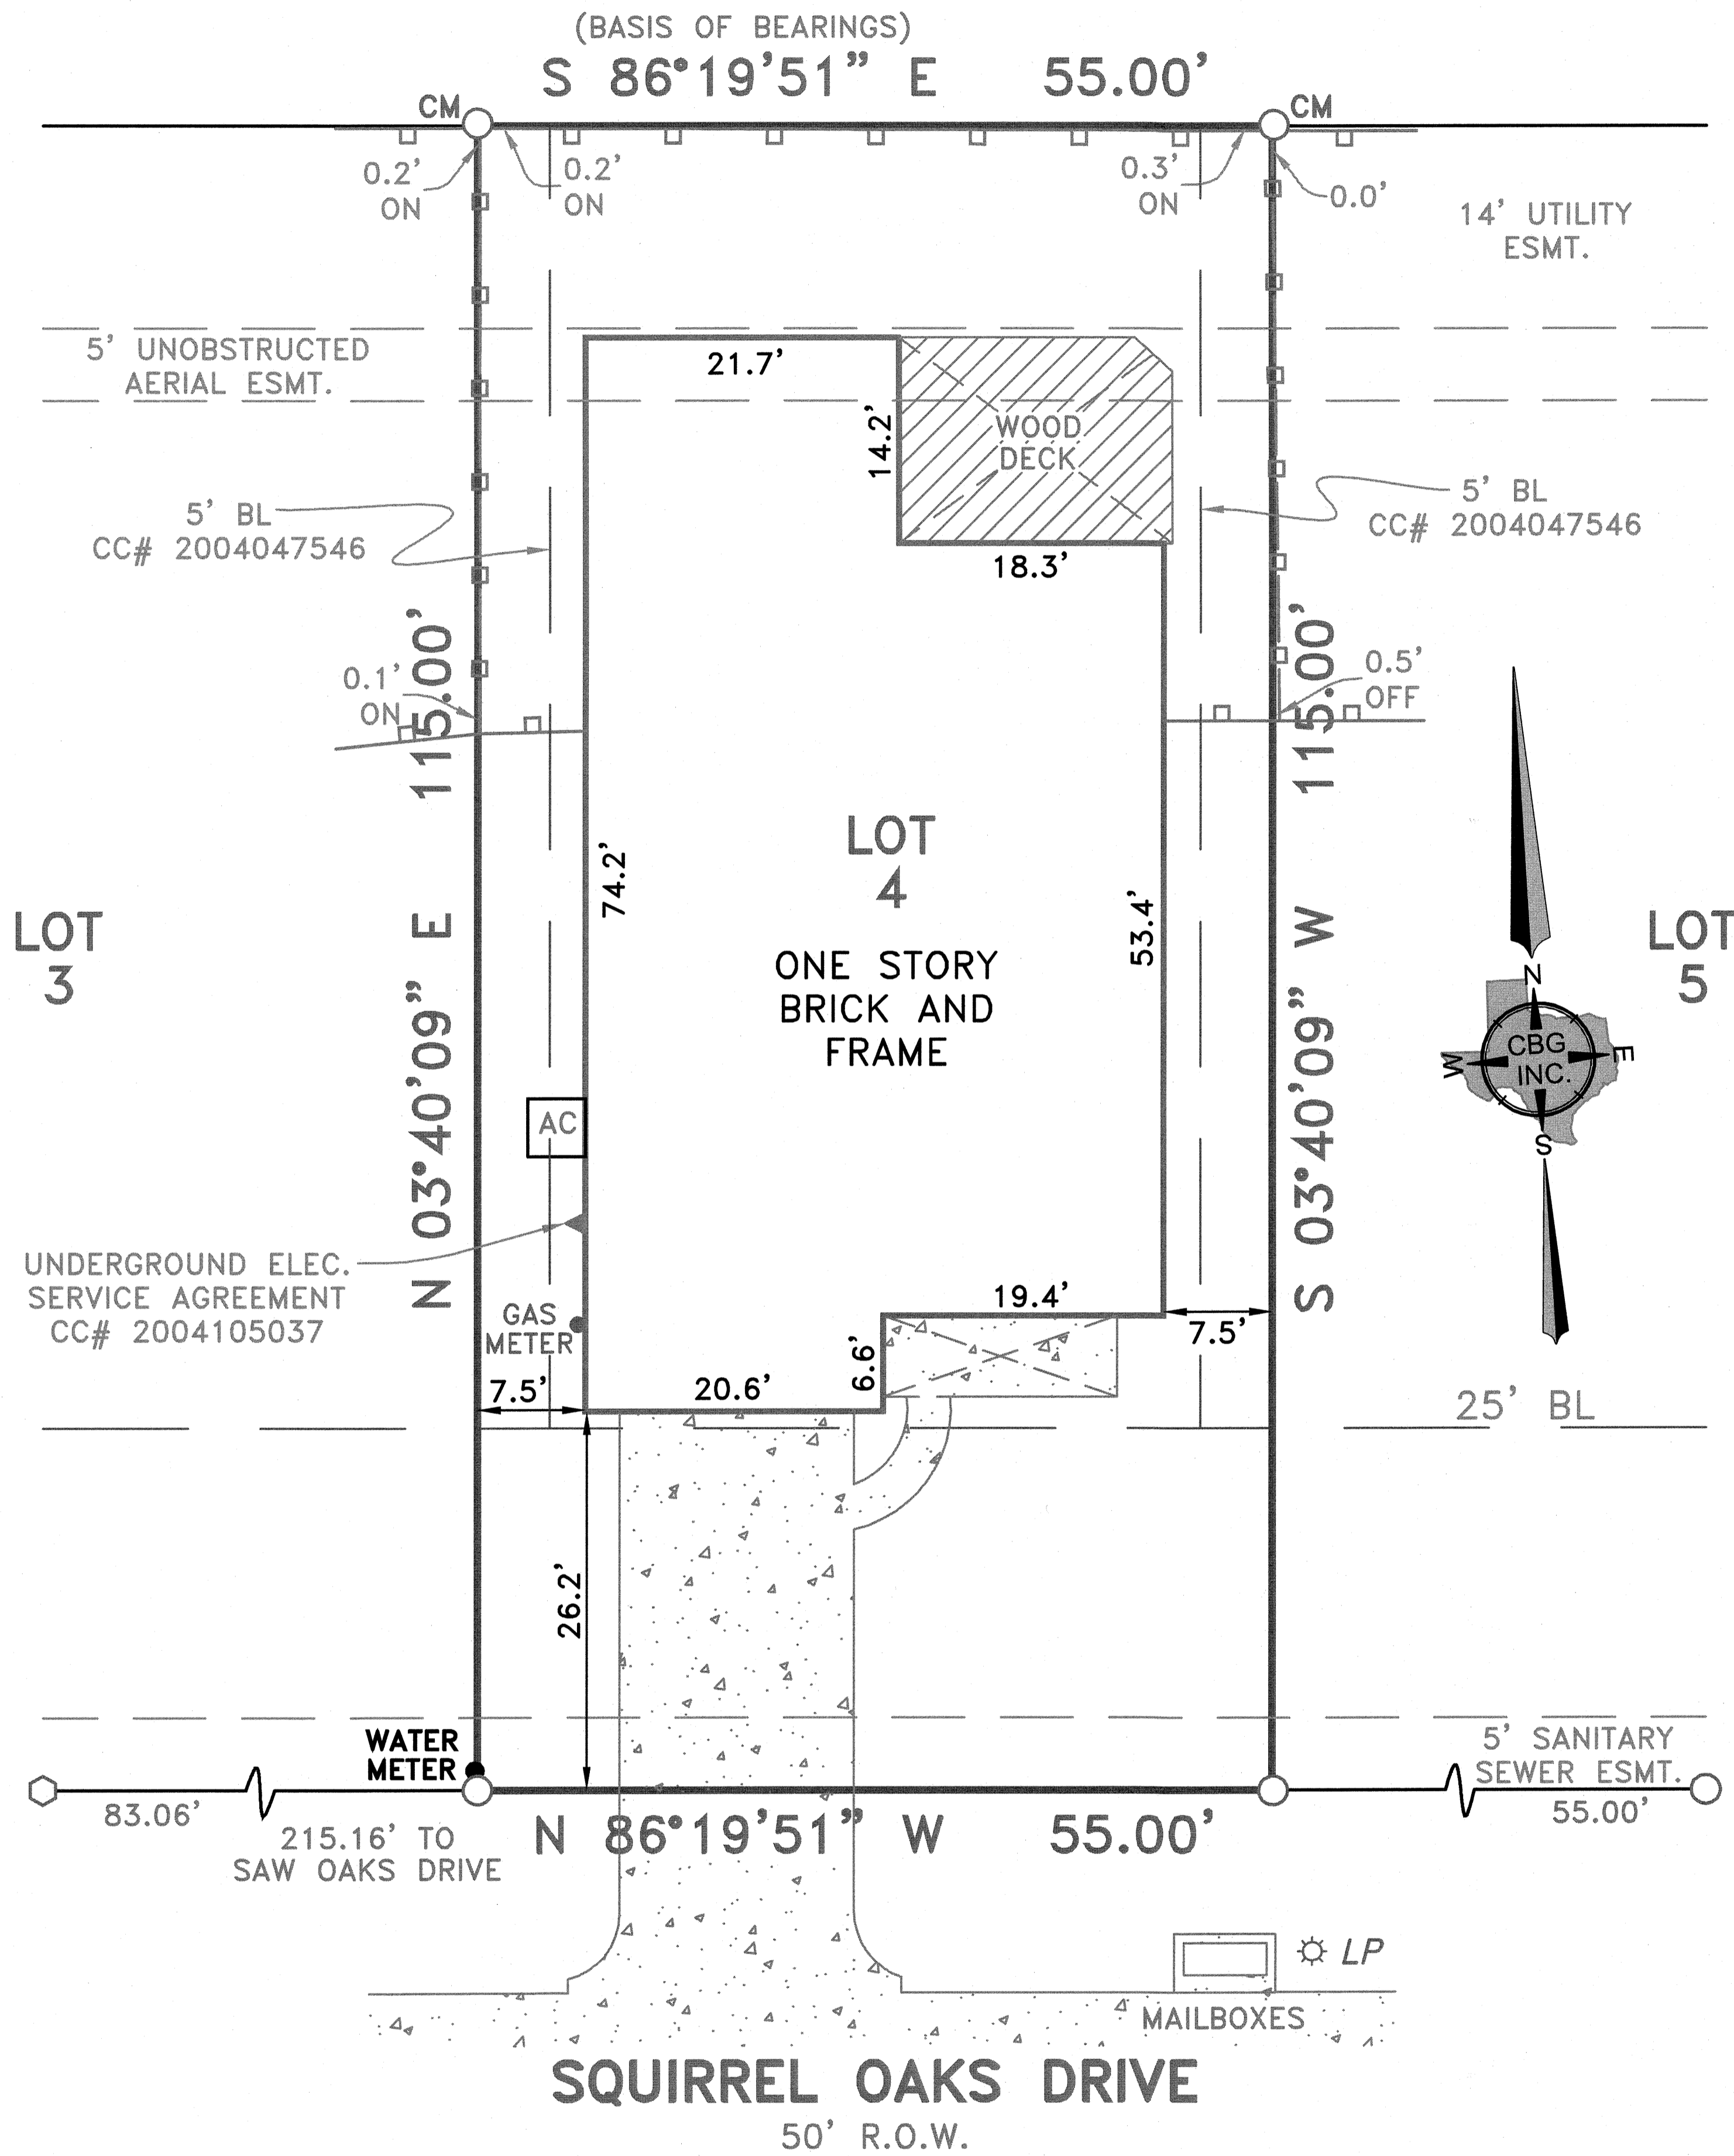 (BASIS OF BEARINGS)
S 86°19'51" E 55.00'
CM
CM
0.2'
ON
0.2'
ON
0.3'
ON
0.0'
14' UTILITY
ESMT.
5' UNOBSTRUCTED
AERIAL ESMT.
21.7'
14.2'
WOOD
DECK
18.3'
5' BL
CC# 2004047546
5' BL
CC# 2004047546
0.1'
ON
0.5'
OFF
N 03°40'09" E 115.00'
S 03°40'09" W 115.00'
74.2'
53.4'
LOT
3
LOT
4
ONE STORY
BRICK AND
FRAME
LOT
5
N
W
CBG
INC.
E
S
AC
UNDERGROUND ELEC.
SERVICE AGREEMENT
CC# 2004105037
GAS
METER
7.5'
20.6'
6.6'
19.4'
7.5'
25' BL
26.2'
WATER
METER
5' SANITARY
SEWER ESMT.
83.06'
55.00'
215.16' TO
SAW OAKS DRIVE
N 86°19'51" W 55.00'
LP
MAILBOXES
SQUIRREL OAKS DRIVE
50' R.O.W.